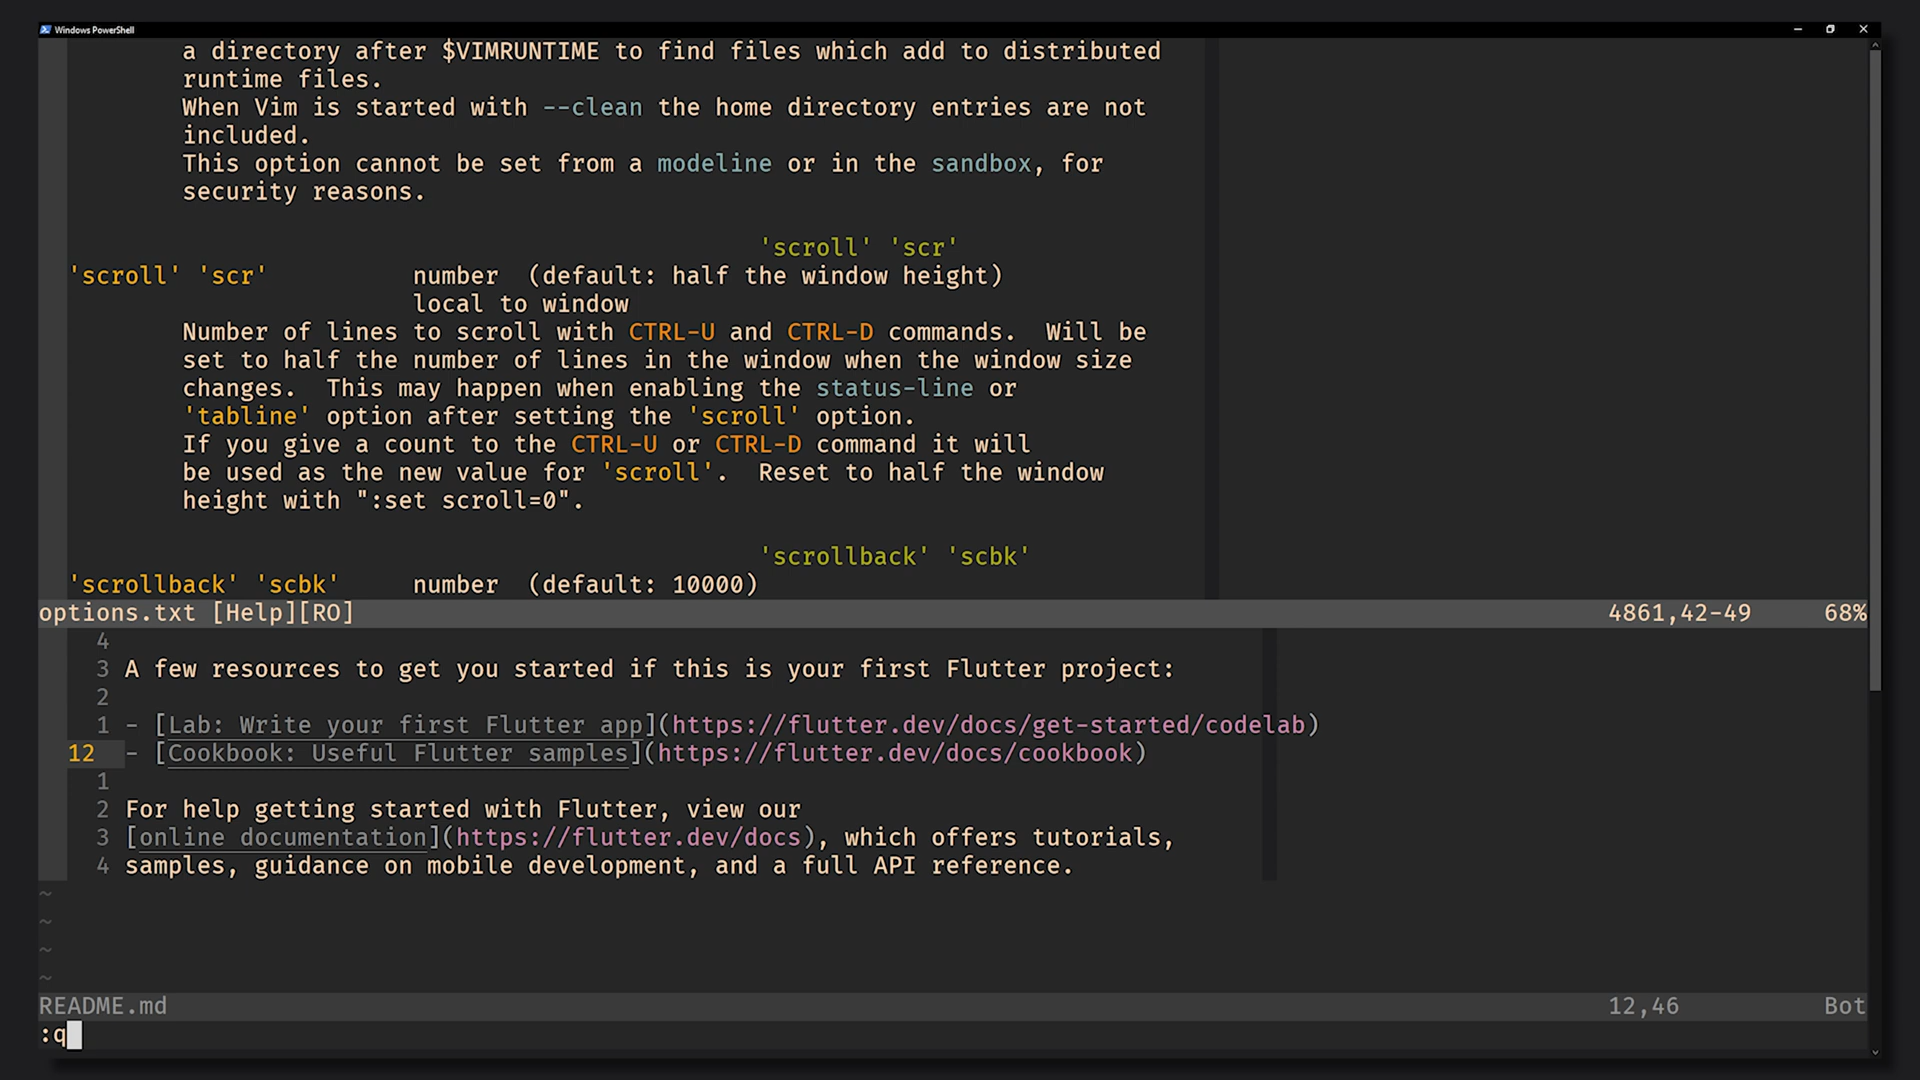 Windows PowerShell
a directory after $VIMRUNTIME to find files which add to distributed
runtime files.
When Vim is started with --clean the home directory entries are not
included.
This option cannot be set from a modeline or in the sandbox, for
security reasons.
'scroll' 'scr'
'scroll' 'scr' number (default: half the window height)
local to window
Number of lines to scroll with CTRL-U and CTRL-D commands. Will be
set to half the number of lines in the window when the window size
changes. This may happen when enabling the status-line or
'tabline' option after setting the 'scroll' option.
If you give a count to the CTRL-U or CTRL-D command it will
be used as the new value for 'scroll'. Reset to half the window
height with ":set scroll=0".
'scrollback' 'scbk'
'scrollback' 'scbk' number (default: 10000)
options.txt [Help][RO] 4861,42-49 68%
4
3 A few resources to get you started if this is your first Flutter project:
2
1 - [Lab: Write your first Flutter app](https://flutter.dev/docs/get-started/codelab)
12 - [Cookbook: Useful Flutter samples](https://flutter.dev/docs/cookbook)
1
2 For help getting started with Flutter, view our
3 [online documentation](https://flutter.dev/docs), which offers tutorials,
4 samples, guidance on mobile development, and a full API reference.
~
~
~
~
README.md 12,46 Bot
:q